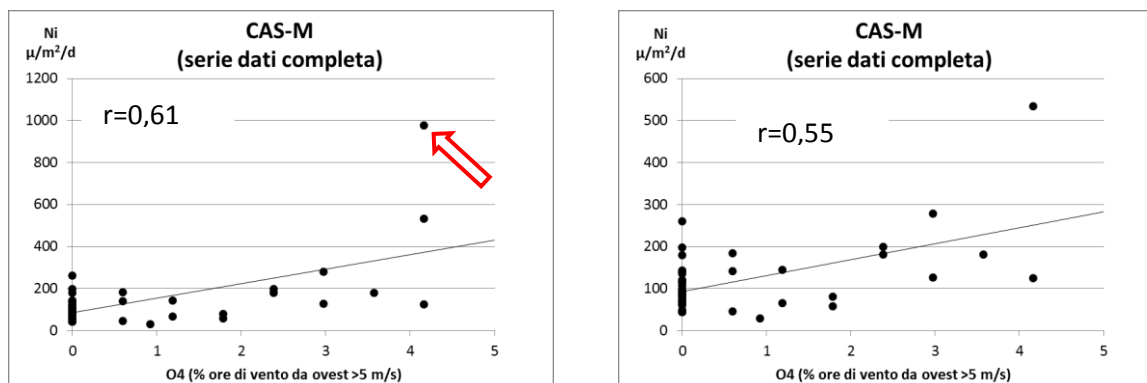 Ni
µ/m²/d
CAS-M
(serie dati completa)
1200
1000
800
600
400
200
0
r=0,61
0 1 2 3 4 5
O4 (% ore di vento da ovest >5 m/s)
Ni
µ/m²/d
CAS-M
(serie dati completa)
600
500
400
300
200
100
0
r=0,55
0 1 2 3 4 5
O4 (% ore di vento da ovest >5 m/s)